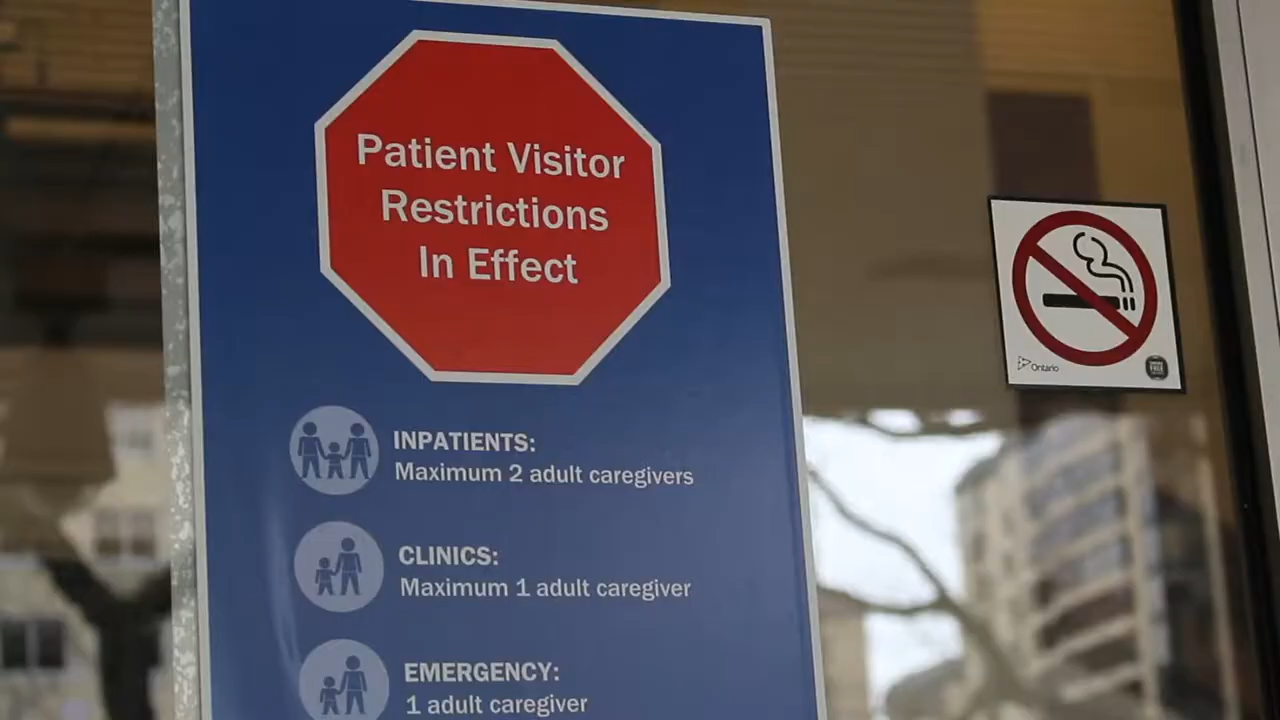 Patient Visitor
Restrictions
In Effect
INPATIENTS:
Maximum 2 adult caregivers
CLINICS:
Maximum 1 adult caregiver
EMERGENCY:
1 adult caregiver
Ontario